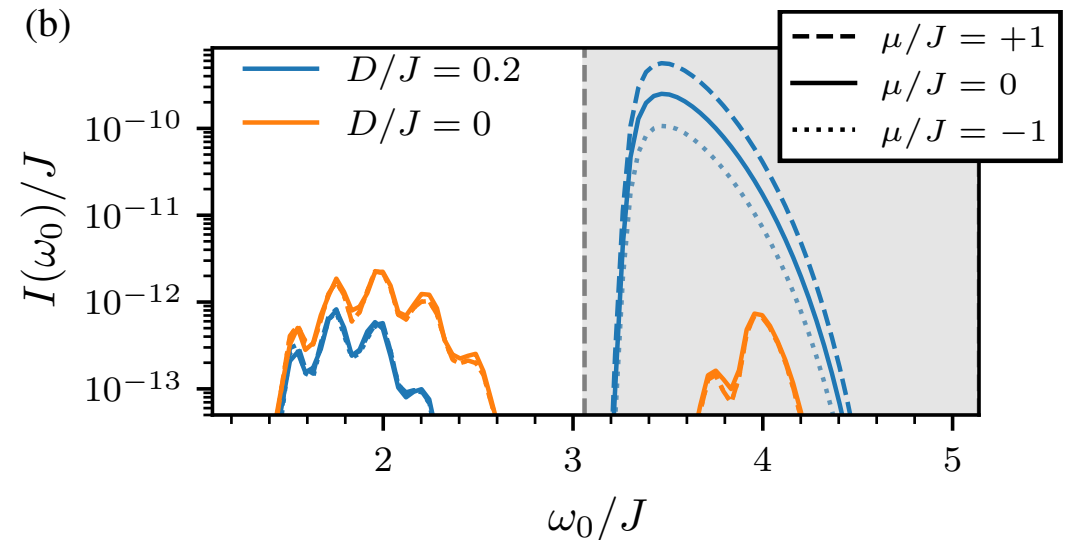 (b)
D/J = 0.2
D/J = 0
μ/J = +1
μ/J = 0
μ/J = −1
I(ω₀)/J
10⁻¹⁰
10⁻¹¹
10⁻¹²
10⁻¹³
2 3 4 5
ω₀/J